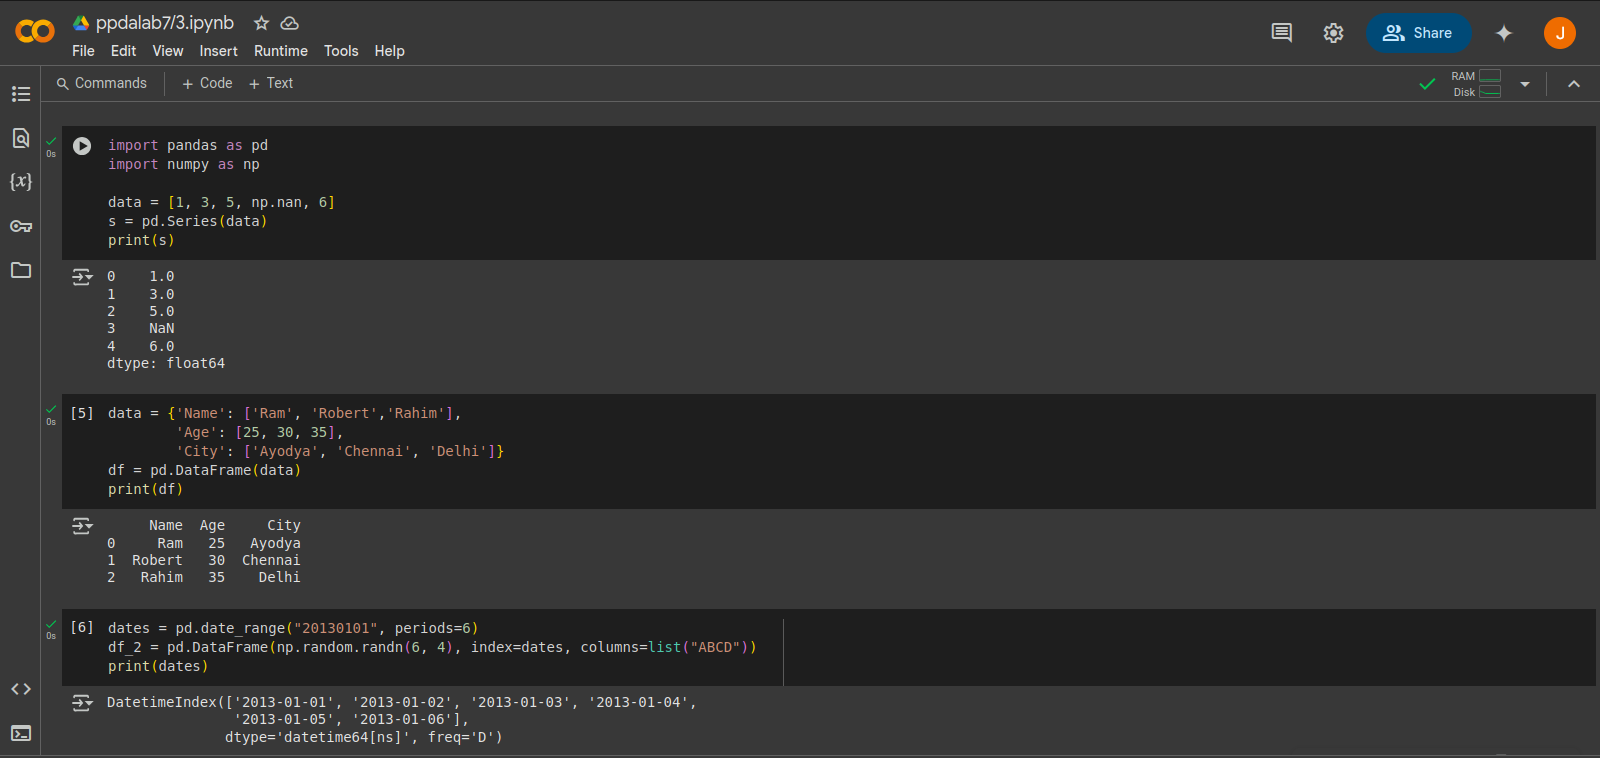 ppdalab7/3.ipynb
File Edit View Insert Runtime Tools Help
Share
J
Commands + Code + Text
RAM
Disk
0s
import pandas as pd
import numpy as np
data = [1, 3, 5, np.nan, 6]
s = pd.Series(data)
print(s)
0    1.0
1    3.0
2    5.0
3    NaN
4    6.0
dtype: float64
0s
[5] data = {'Name': ['Ram', 'Robert','Rahim'],
        'Age': [25, 30, 35],
        'City': ['Ayodya', 'Chennai', 'Delhi']}
df = pd.DataFrame(data)
print(df)
     Name  Age     City
0     Ram   25   Ayodya
1  Robert   30  Chennai
2   Rahim   35    Delhi
0s
[6] dates = pd.date_range("20130101", periods=6)
df_2 = pd.DataFrame(np.random.randn(6, 4), index=dates, columns=list("ABCD"))
print(dates)
DatetimeIndex(['2013-01-01', '2013-01-02', '2013-01-03', '2013-01-04',
               '2013-01-05', '2013-01-06'],
              dtype='datetime64[ns]', freq='D')